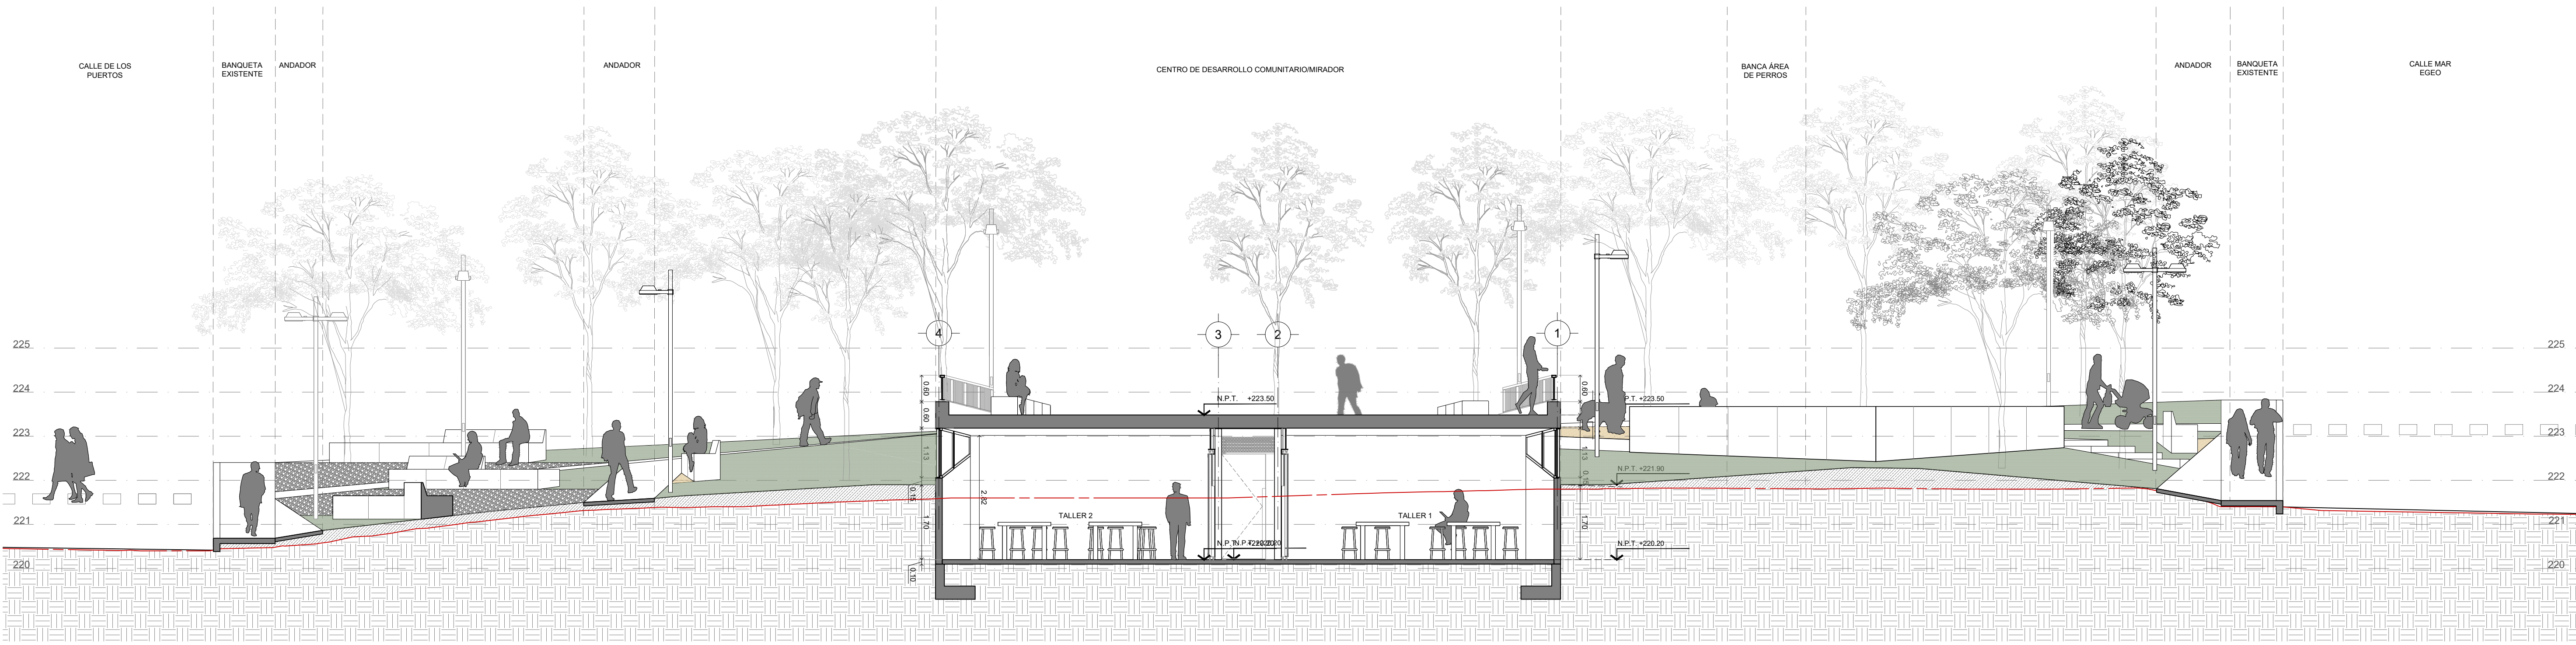 CALLE DE LOS
PUERTOS
BANQUETA
EXISTENTE
ANDADOR
ANDADOR
CENTRO DE DESARROLLO COMUNITARIO/MIRADOR
BANCA ÁREA
DE PERROS
ANDADOR
BANQUETA
EXISTENTE
CALLE MAR
EGEO
4
3
2
1
225
225
224
224
223
223
222
222
221
221
220
220
0.60
0.60
1.13
0.15
1.70
0.10
2.82
N.P.T. +223.50
TALLER 2
TALLER 1
N.P.T.
N.P.T. +220.20
0.60
1.13
1.70
P.T. +223.50
N.P.T. +221.90
N.P.T. +220.20